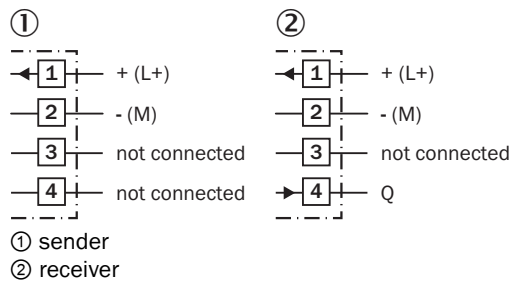 ① ②
1 + (L+) 1 + (L+)
2 - (M) 2 - (M)
3 not connected 3 not connected
4 not connected 4 Q
① sender
② receiver